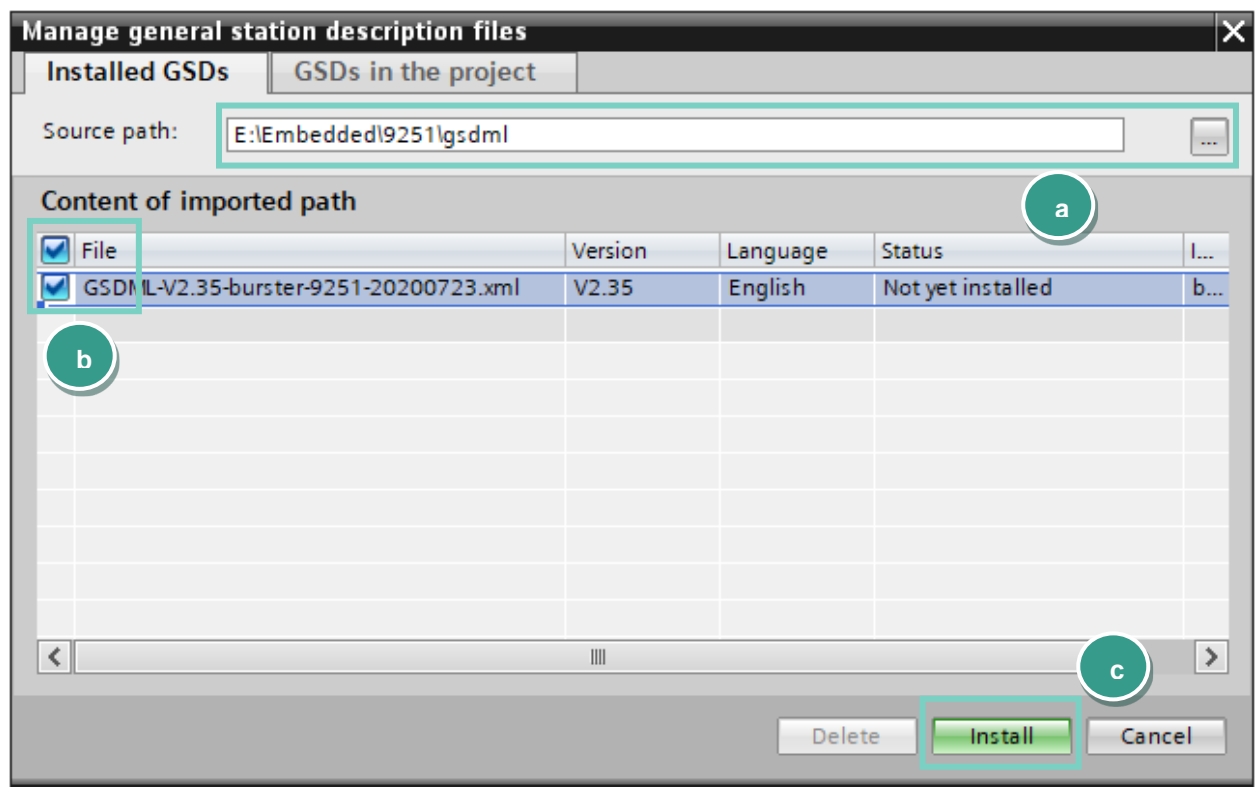 Manage general station description files
Installed GSDs GSDs in the project
Source path: E:\Embedded\9251\gsdml ...
Content of imported path
a
File Version Language Status I...
GSDML-V2.35-burster-9251-20200723.xml V2.35 English Not yet installed b...
b
c
Delete Install Cancel